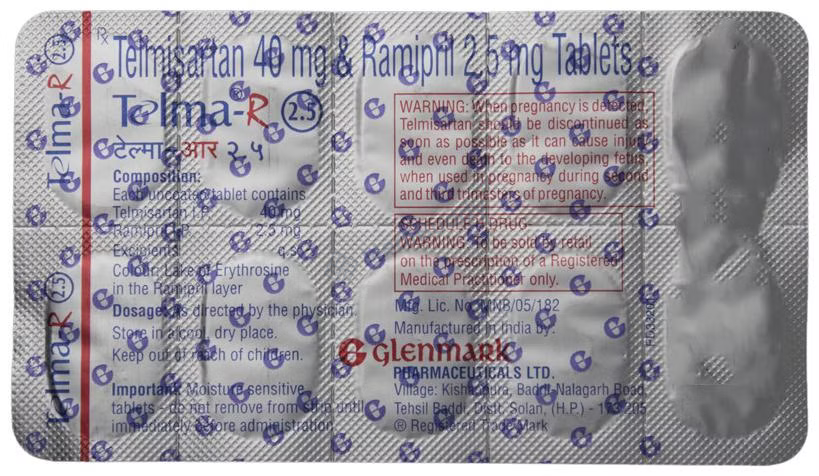 Telma-R 2.5
Telma-R 2.5
Rx
Telmisartan 40 mg & Ramipril 2.5 mg Tablets
Telma®-R 2.5
टेल्मा-आर २.५
Composition:
Each uncoated tablet contains
Telmisartan I.P. 40 mg
Ramipril I.P. 2.5 mg
Excipients q.s.
Colour: Lake of Erythrosine
in the Ramipril layer
Dosage: As directed by the physician.
Store in a cool, dry place.
Keep out of reach of children.
Important: Moisture sensitive
tablets - do not remove from strip until
immediately before administration.
WARNING: When pregnancy is detected,
Telmisartan should be discontinued as
soon as possible as it can cause injury
and even death to the developing fetus
when used in pregnancy during second
and third trimesters of pregnancy.
SCHEDULE DRUG-
WARNING: To be sold by retail
on the prescription of a Registered
Medical Practitioner only.
Mfg. Lic. No. MNB/05/182
Manufactured in India by:
G Glenmark
PHARMACEUTICALS LTD.
Village: Kishanpura, Baddi-Nalagarh Road,
Tehsil Baddi, Distt. Solan, (H.P.) - 173 205
® Registered Trade Mark